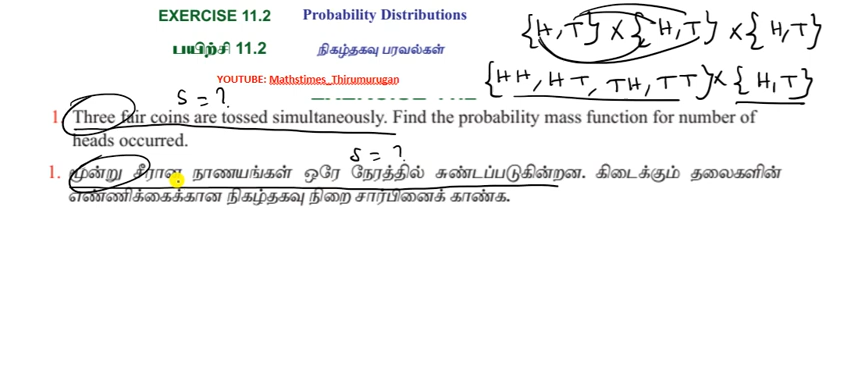 EXERCISE 11.2 Probability Distributions
{H, T} × {H, T} × {H, T}
பயிற்சி 11.2 நிகழ்தகவு பரவல்கள்
YOUTUBE: Mathstimes_Thirumurugan
{HH, HT, TH, TT} × {H, T}
S = ?
1. Three fair coins are tossed simultaneously. Find the probability mass function for number of
heads occurred.
S = ?
1. மூன்று சீரான நாணயங்கள் ஒரே நேரத்தில் சுண்டப்படுகின்றன. கிடைக்கும் தலைகளின்
எண்ணிக்கைக்கான நிகழ்தகவு நிறை சார்பினைக் காண்க.